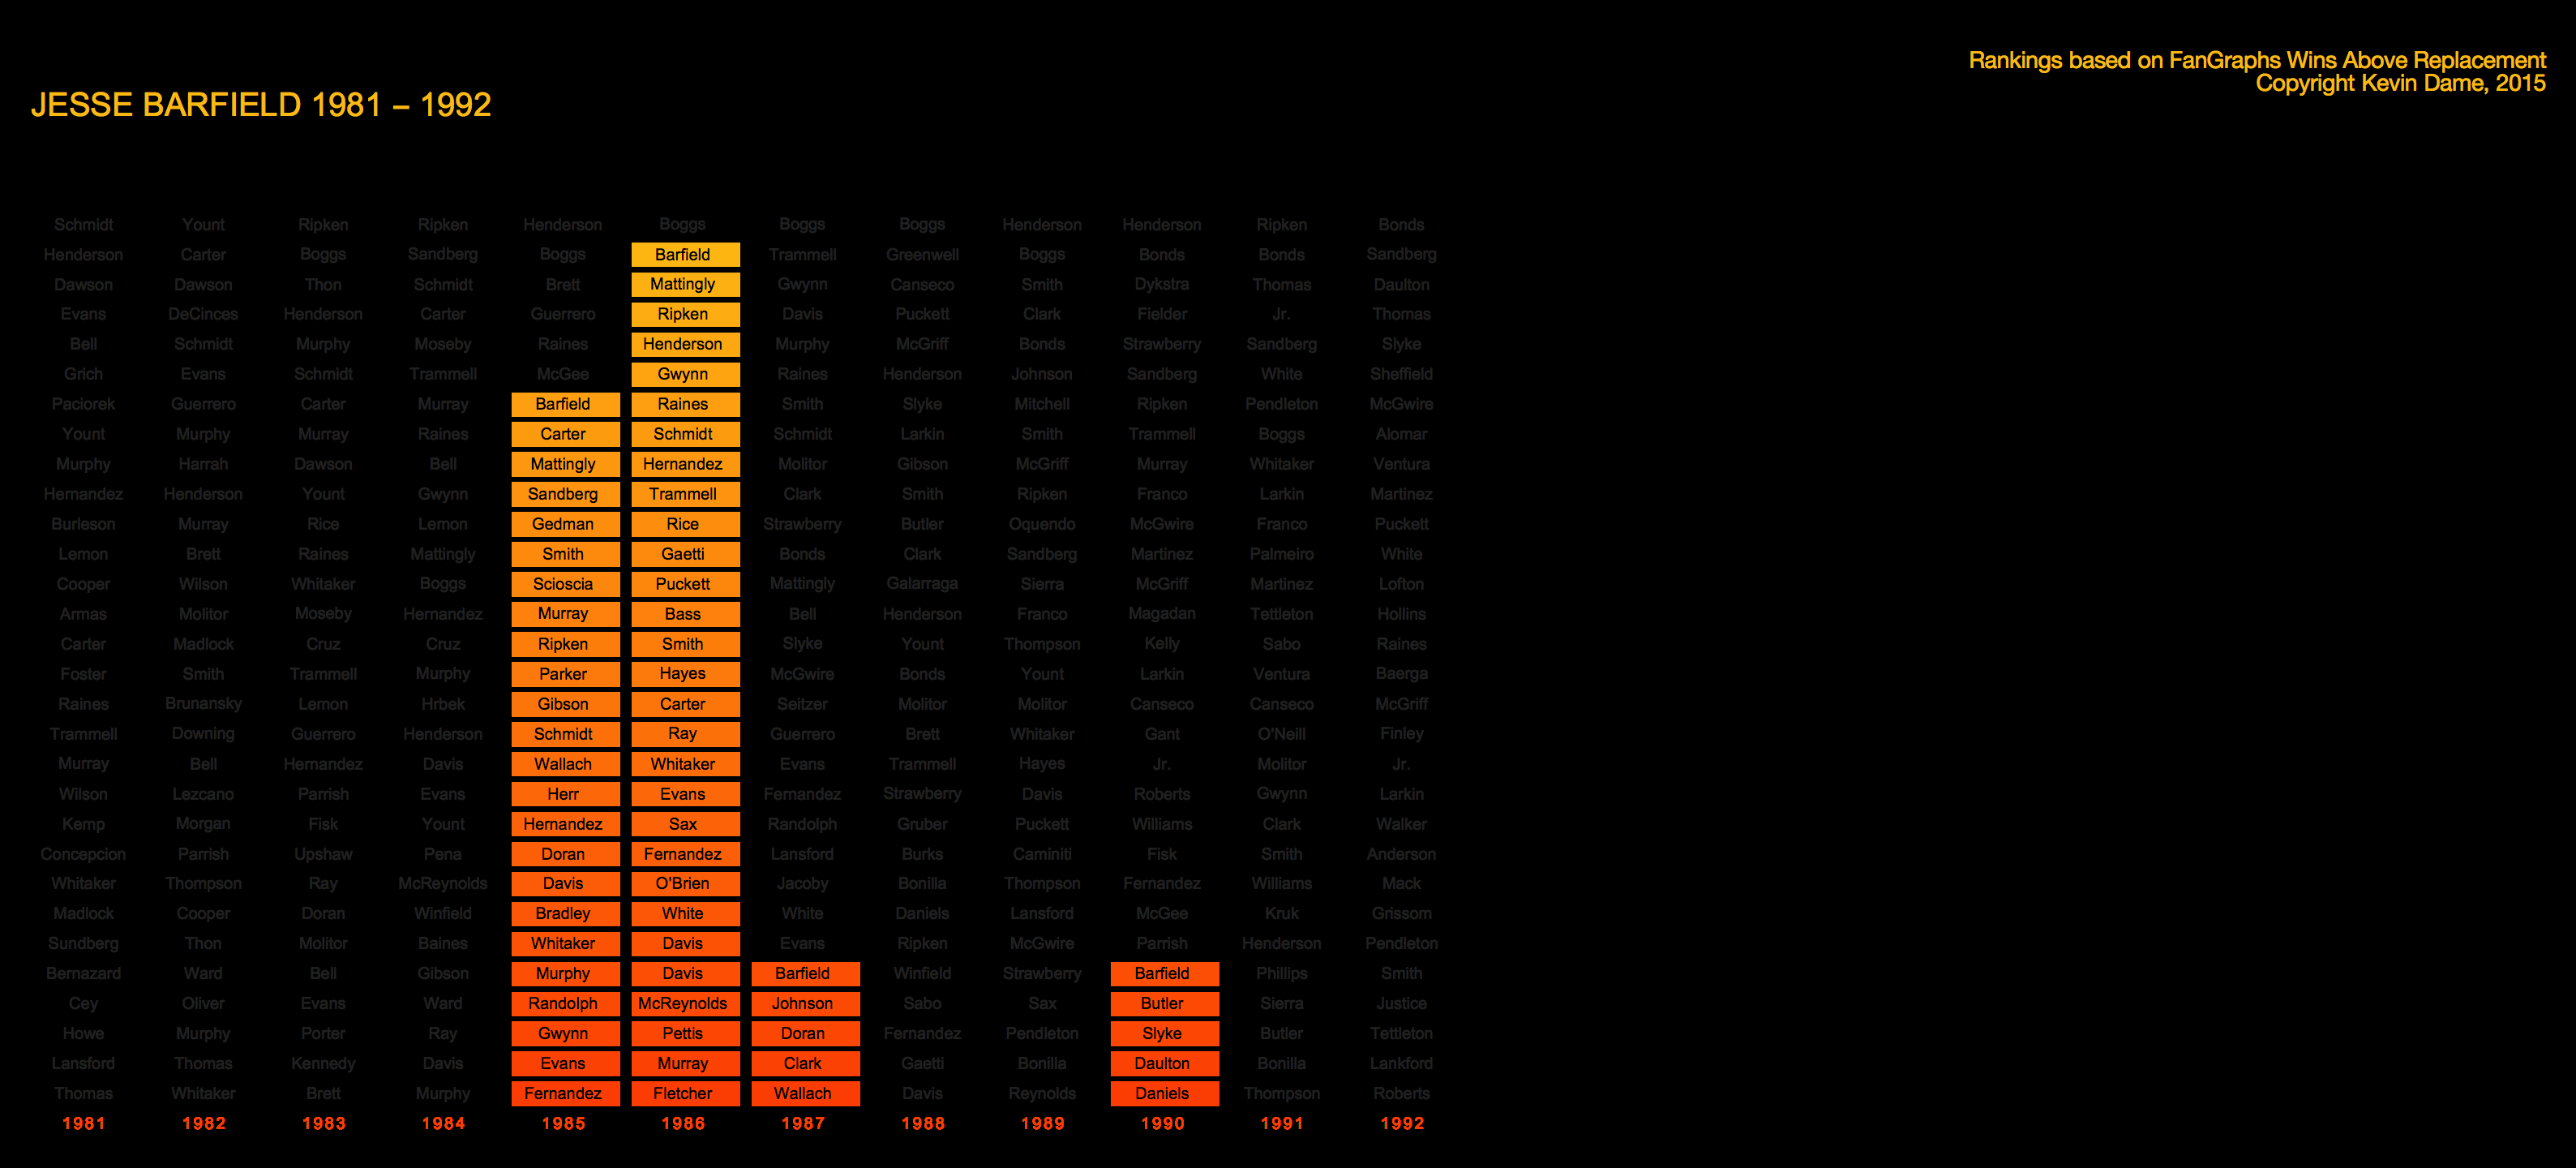 Rankings based on FanGraphs Wins Above Replacement
Copyright Kevin Dame, 2015
JESSE BARFIELD 1981 – 1992
Schmidt Yount Ripken Ripken Henderson Boggs Boggs Boggs Henderson Henderson Ripken Bonds
Henderson Carter Boggs Sandberg Boggs Barfield Trammell Greenwell Boggs Bonds Bonds Sandberg
Dawson Dawson Thon Schmidt Brett Mattingly Gwynn Canseco Smith Dykstra Thomas Daulton
Evans DeCinces Henderson Carter Guerrero Ripken Davis Puckett Clark Fielder Jr. Thomas
Bell Schmidt Murphy Moseby Raines Henderson Murphy McGriff Bonds Strawberry Sandberg Slyke
Grich Evans Schmidt Trammell McGee Gwynn Raines Henderson Johnson Sandberg White Sheffield
Paciorek Guerrero Carter Murray Barfield Raines Smith Slyke Mitchell Ripken Pendleton McGwire
Yount Murphy Murray Raines Carter Schmidt Schmidt Larkin Smith Trammell Boggs Alomar
Murphy Harrah Dawson Bell Mattingly Hernandez Molitor Gibson McGriff Murray Whitaker Ventura
Hernandez Henderson Yount Gwynn Sandberg Trammell Clark Smith Ripken Franco Larkin Martinez
Burleson Murray Rice Lemon Gedman Rice Strawberry Butler Oquendo McGwire Franco Puckett
Lemon Brett Raines Mattingly Smith Gaetti Bonds Clark Sandberg Martinez Palmeiro White
Cooper Wilson Whitaker Boggs Scioscia Puckett Mattingly Galarraga Sierra McGriff Martinez Lofton
Armas Molitor Moseby Hernandez Murray Bass Bell Henderson Franco Magadan Tettleton Hollins
Carter Madlock Cruz Cruz Ripken Smith Slyke Yount Thompson Kelly Sabo Raines
Foster Smith Trammell Murphy Parker Hayes McGwire Bonds Yount Larkin Ventura Baerga
Raines Brunansky Lemon Hrbek Gibson Carter Seitzer Molitor Molitor Canseco Canseco McGriff
Trammell Downing Guerrero Henderson Schmidt Ray Guerrero Brett Whitaker Gant O'Neill Finley
Murray Bell Hernandez Davis Wallach Whitaker Evans Trammell Hayes Jr. Molitor Jr.
Wilson Lezcano Parrish Evans Herr Evans Fernandez Strawberry Davis Roberts Gwynn Larkin
Kemp Morgan Fisk Yount Hernandez Sax Randolph Gruber Puckett Williams Clark Walker
Concepcion Parrish Upshaw Pena Doran Fernandez Lansford Burks Caminiti Fisk Smith Anderson
Whitaker Thompson Ray McReynolds Davis O'Brien Jacoby Bonilla Thompson Fernandez Williams Mack
Madlock Cooper Doran Winfield Bradley White White Daniels Lansford McGee Kruk Grissom
Sundberg Thon Molitor Baines Whitaker Davis Evans Ripken McGwire Parrish Henderson Pendleton
Bernazard Ward Bell Gibson Murphy Davis Barfield Winfield Strawberry Barfield Phillips Smith
Cey Oliver Evans Ward Randolph McReynolds Johnson Sabo Sax Butler Sierra Justice
Howe Murphy Porter Ray Gwynn Pettis Doran Fernandez Pendleton Slyke Butler Tettleton
Lansford Thomas Kennedy Davis Evans Murray Clark Gaetti Bonilla Daulton Bonilla Lankford
Thomas Whitaker Brett Murphy Fernandez Fletcher Wallach Davis Reynolds Daniels Thompson Roberts
1981 1982 1983 1984 1985 1986 1987 1988 1989 1990 1991 1992